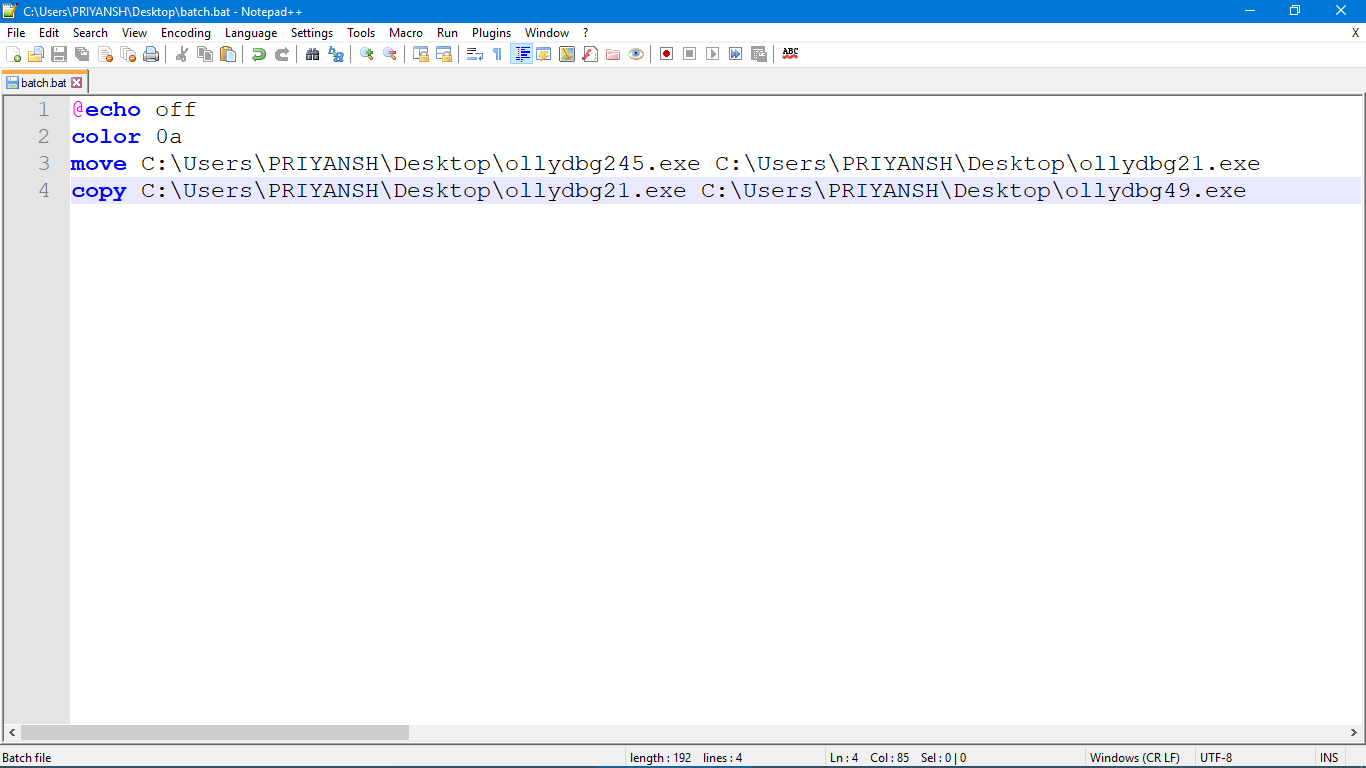 C:\Users\PRIYANSH\Desktop\batch.bat - Notepad++
File Edit Search View Encoding Language Settings Tools Macro Run Plugins Window ? X
ABC
batch.bat
1 @echo off
2 color 0a
3 move C:\Users\PRIYANSH\Desktop\ollydbg245.exe C:\Users\PRIYANSH\Desktop\ollydbg21.exe
4 copy C:\Users\PRIYANSH\Desktop\ollydbg21.exe C:\Users\PRIYANSH\Desktop\ollydbg49.exe
Batch file length : 192 lines : 4 Ln : 4 Col : 85 Sel : 0 | 0 Windows (CR LF) UTF-8 INS